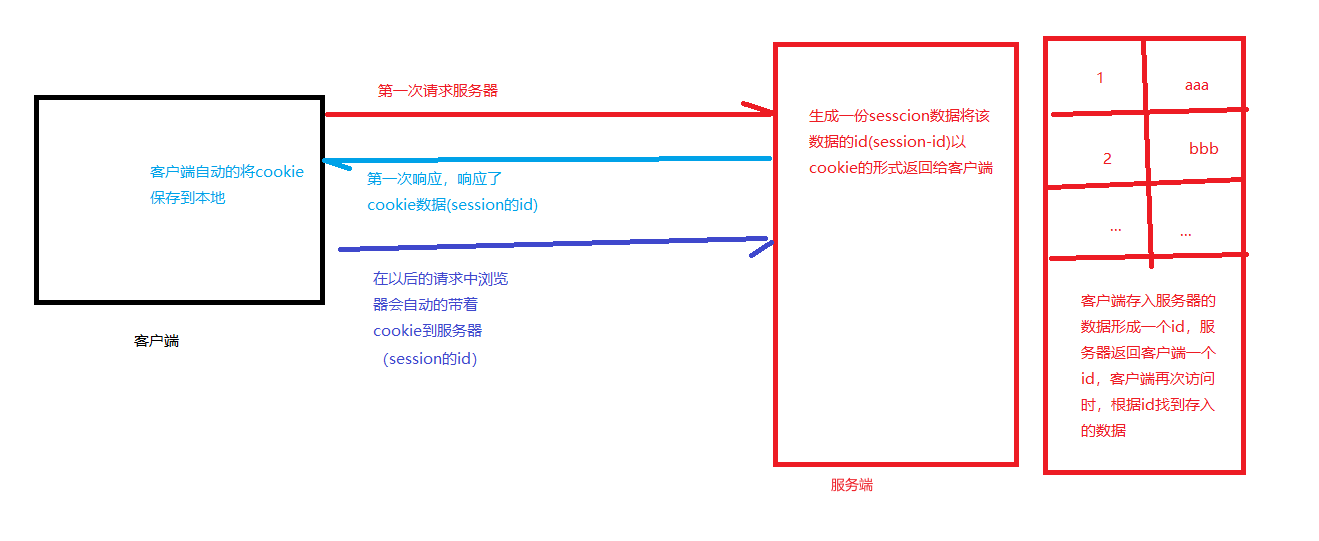 第一次请求服务器
客户端自动的将cookie
保存到本地
第一次响应，响应了
cookie数据(session的id)
在以后的请求中浏览
器会自动的带着
cookie到服务器
（session的id）
客户端
生成一份sesscion数据将该
数据的id(session-id)以
cookie的形式返回给客户端
服务端
1 aaa
2 bbb
... ...
客户端存入服务器的
数据形成一个id，服
务器返回客户端一个
id，客户端再次访问
时，根据id找到存入
的数据